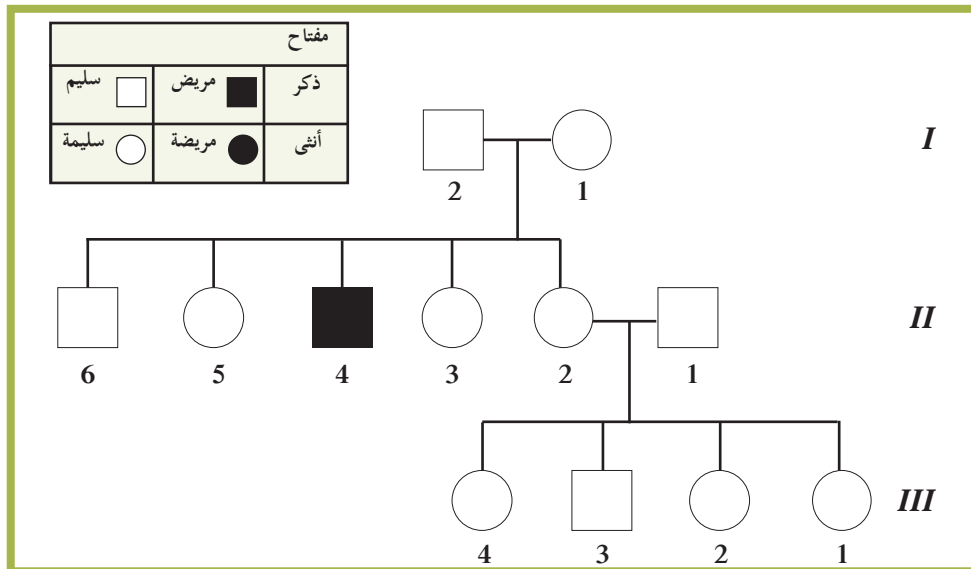 مفتاح
ذكر مريض سليم
أنثى مريضة سليمة
I
2 1
II
6 5 4 3 2 1
III
4 3 2 1